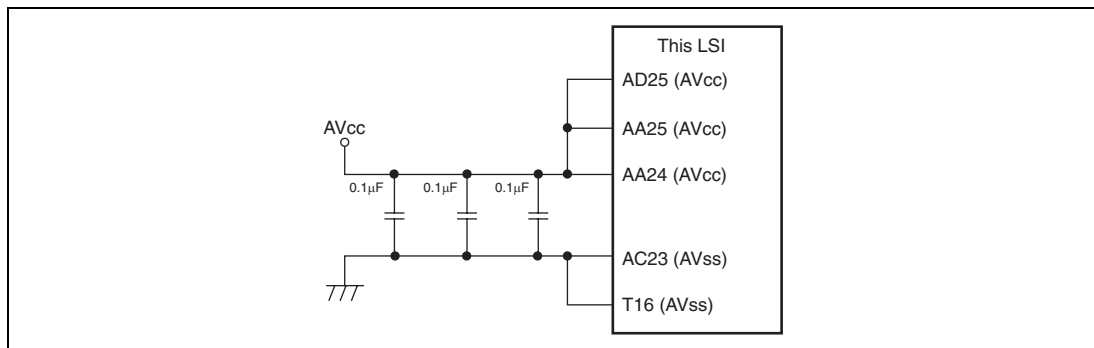 This LSI
AD25 (AVcc)
AVcc
AA25 (AVcc)
AA24 (AVcc)
0.1μF 0.1μF 0.1μF
AC23 (AVss)
T16 (AVss)